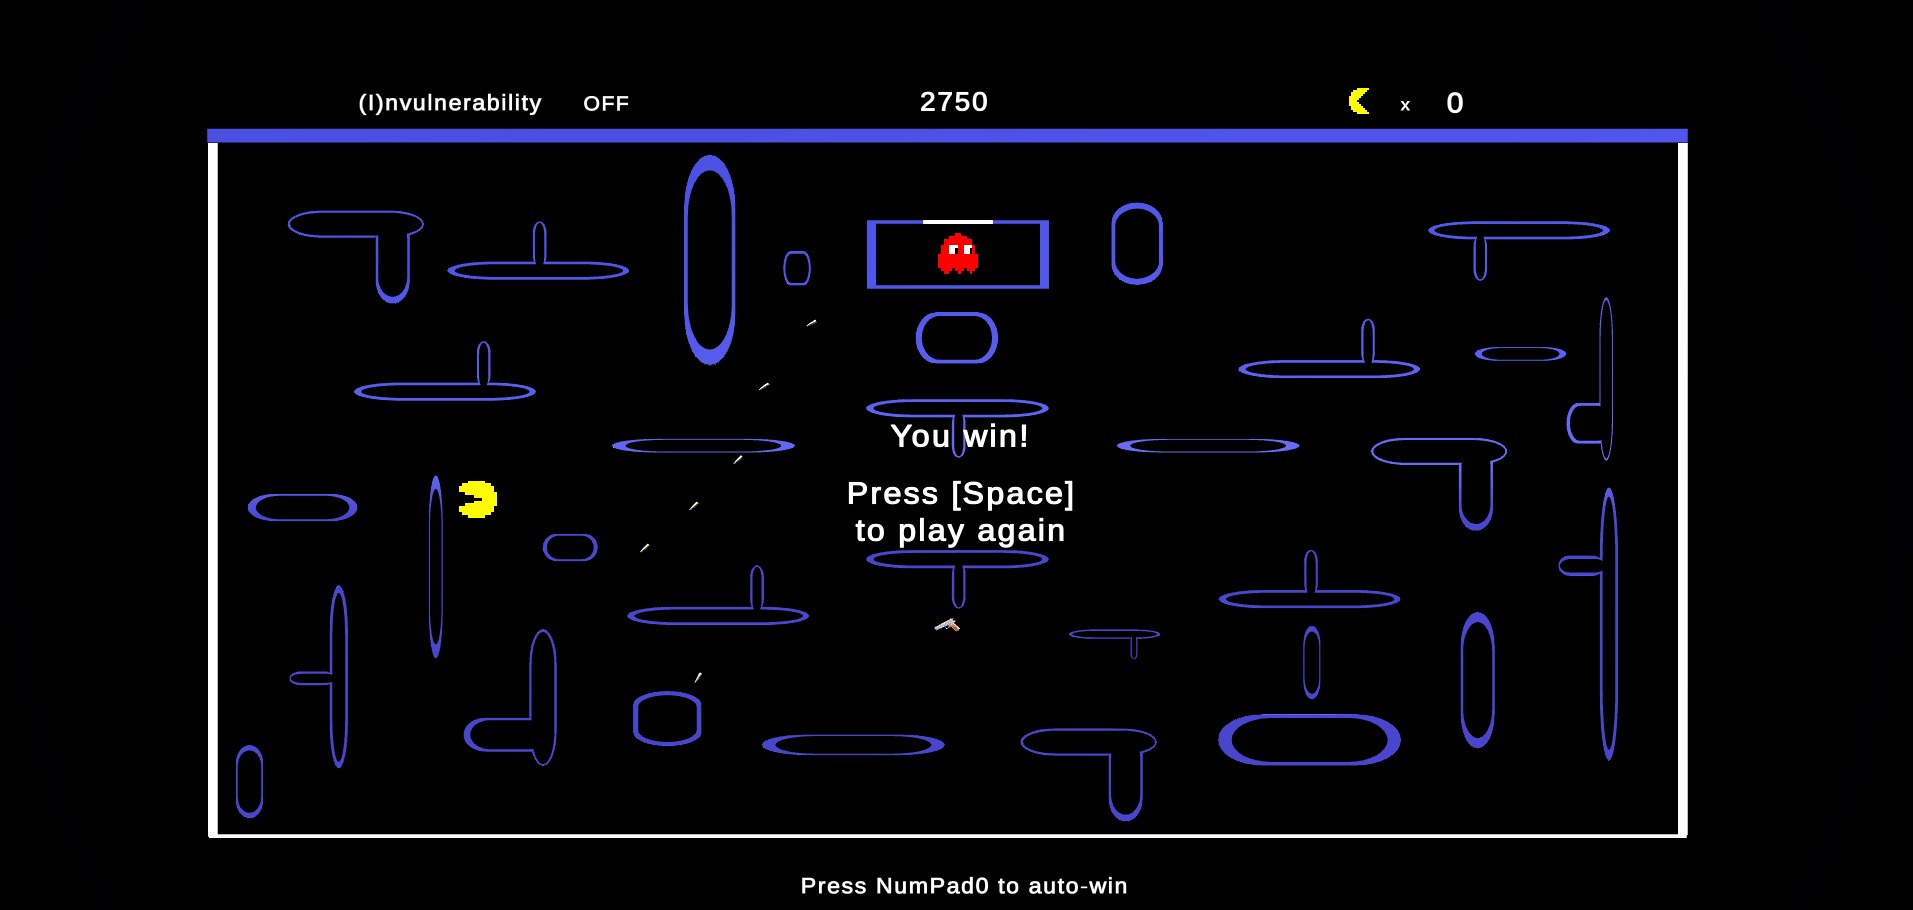 (I)nvulnerability OFF 2750 x 0
You win!
Press [Space]
to play again
Press NumPad0 to auto-win